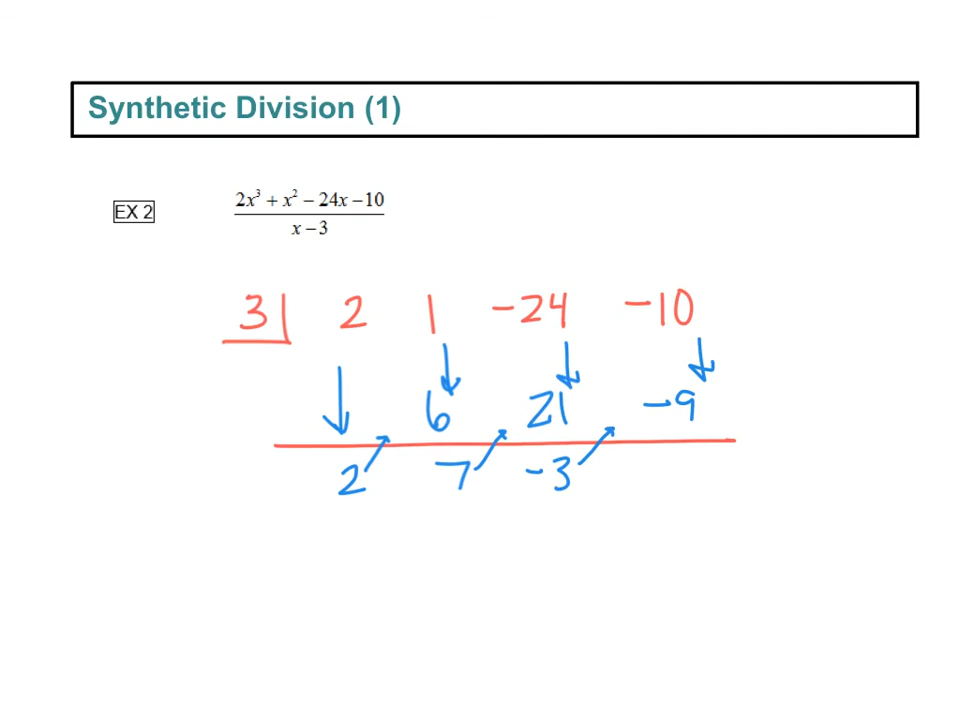 Synthetic Division (1)
EX 2
2x³ + x² − 24x − 10
x − 3
3 2 1 -24 -10
6 21 -9
2 7 -3